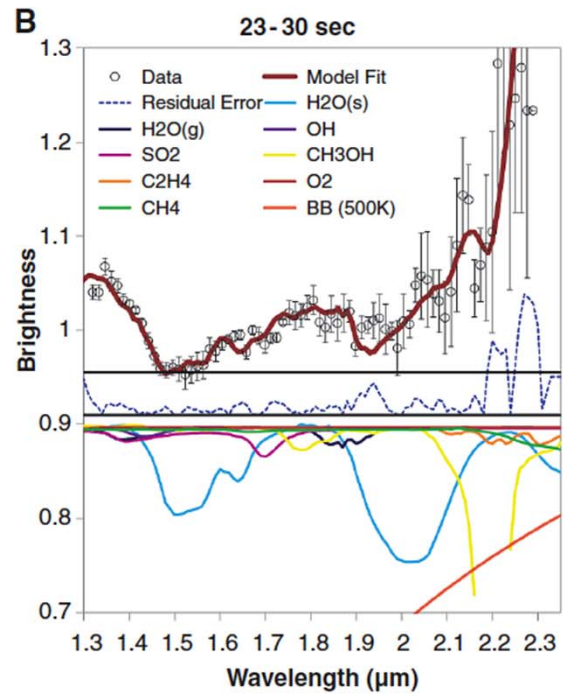 B
23-30 sec
Data
Model Fit
Residual Error
H2O(s)
H2O(g)
OH
SO2
CH3OH
C2H4
O2
CH4
BB (500K)
Brightness
1.3
1.2
1.1
1
0.9
0.8
0.7
1.3 1.4 1.5 1.6 1.7 1.8 1.9 2 2.1 2.2 2.3
Wavelength (µm)